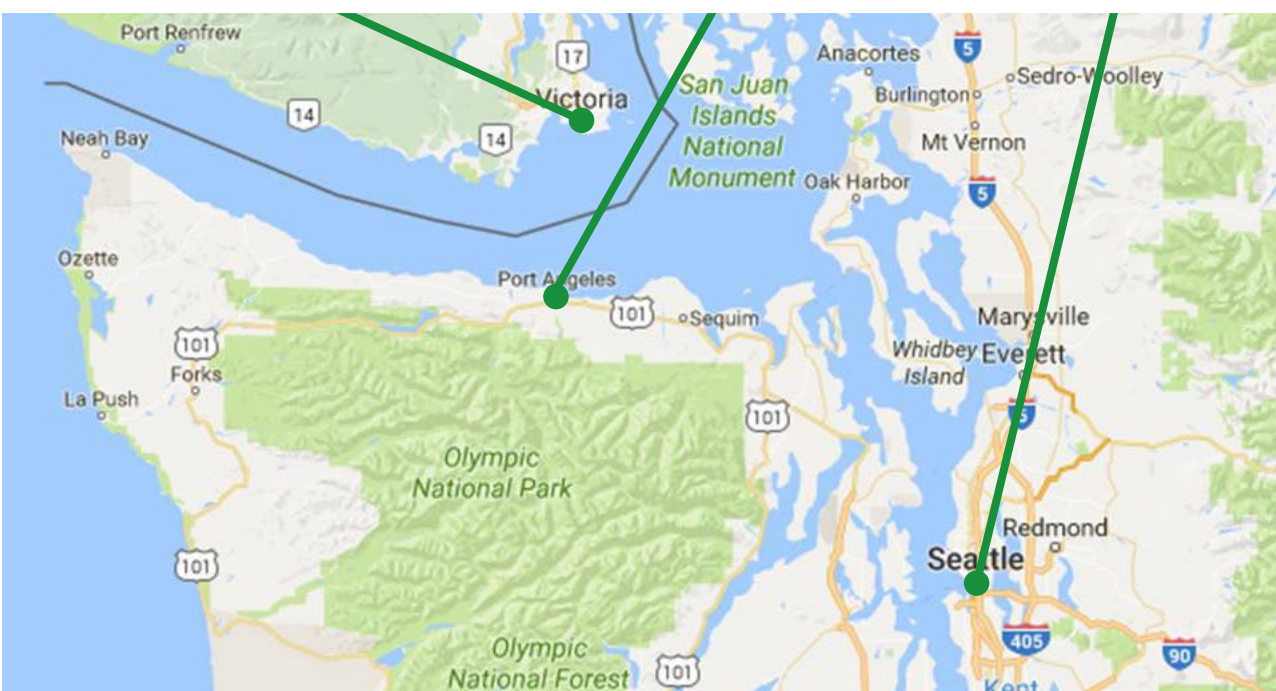 Port Renfrew
17
5
Anacortes
Sedro-Woolley
Victoria
San Juan
Islands
National
Monument
Burlington
14
14
Mt Vernon
Neah Bay
Oak Harbor
5
Ozette
Port Angeles
101
Sequim
Marysville
101
Whidbey
Island
Everett
Forks
La Push
101
5
Olympic
National Park
Redmond
Seattle
101
405
90
Olympic
National Forest
101
Kent